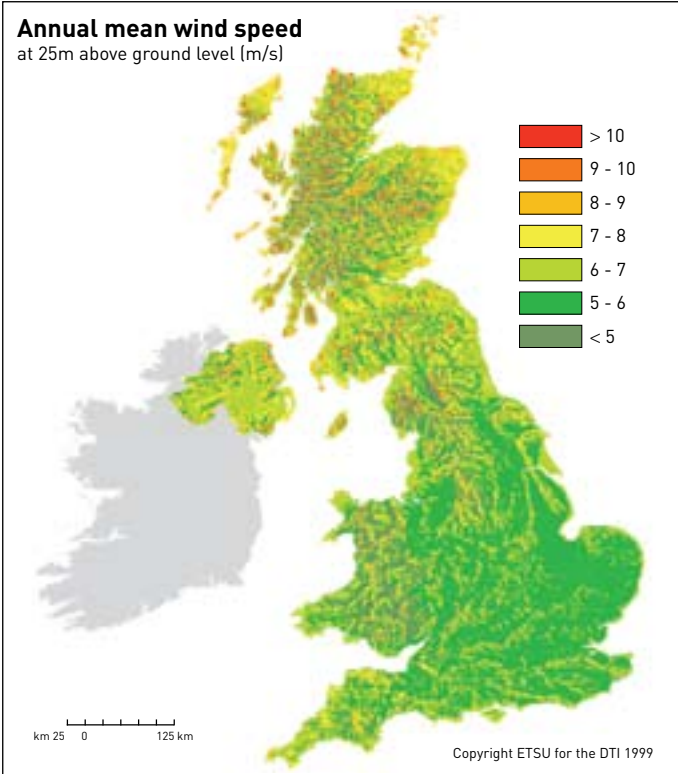 Annual mean wind speed
at 25m above ground level (m/s)
> 10
9 - 10
8 - 9
7 - 8
6 - 7
5 - 6
< 5
km 25 0 125 km
Copyright ETSU for the DTI 1999